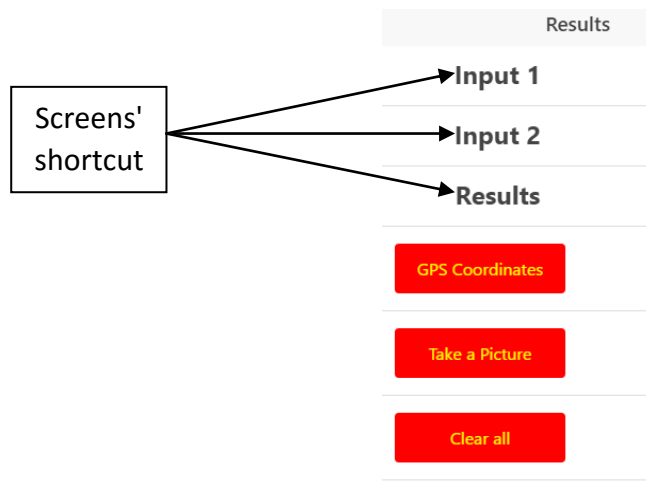 Results
Input 1
Screens'
shortcut
Input 2
Results
GPS Coordinates
Take a Picture
Clear all